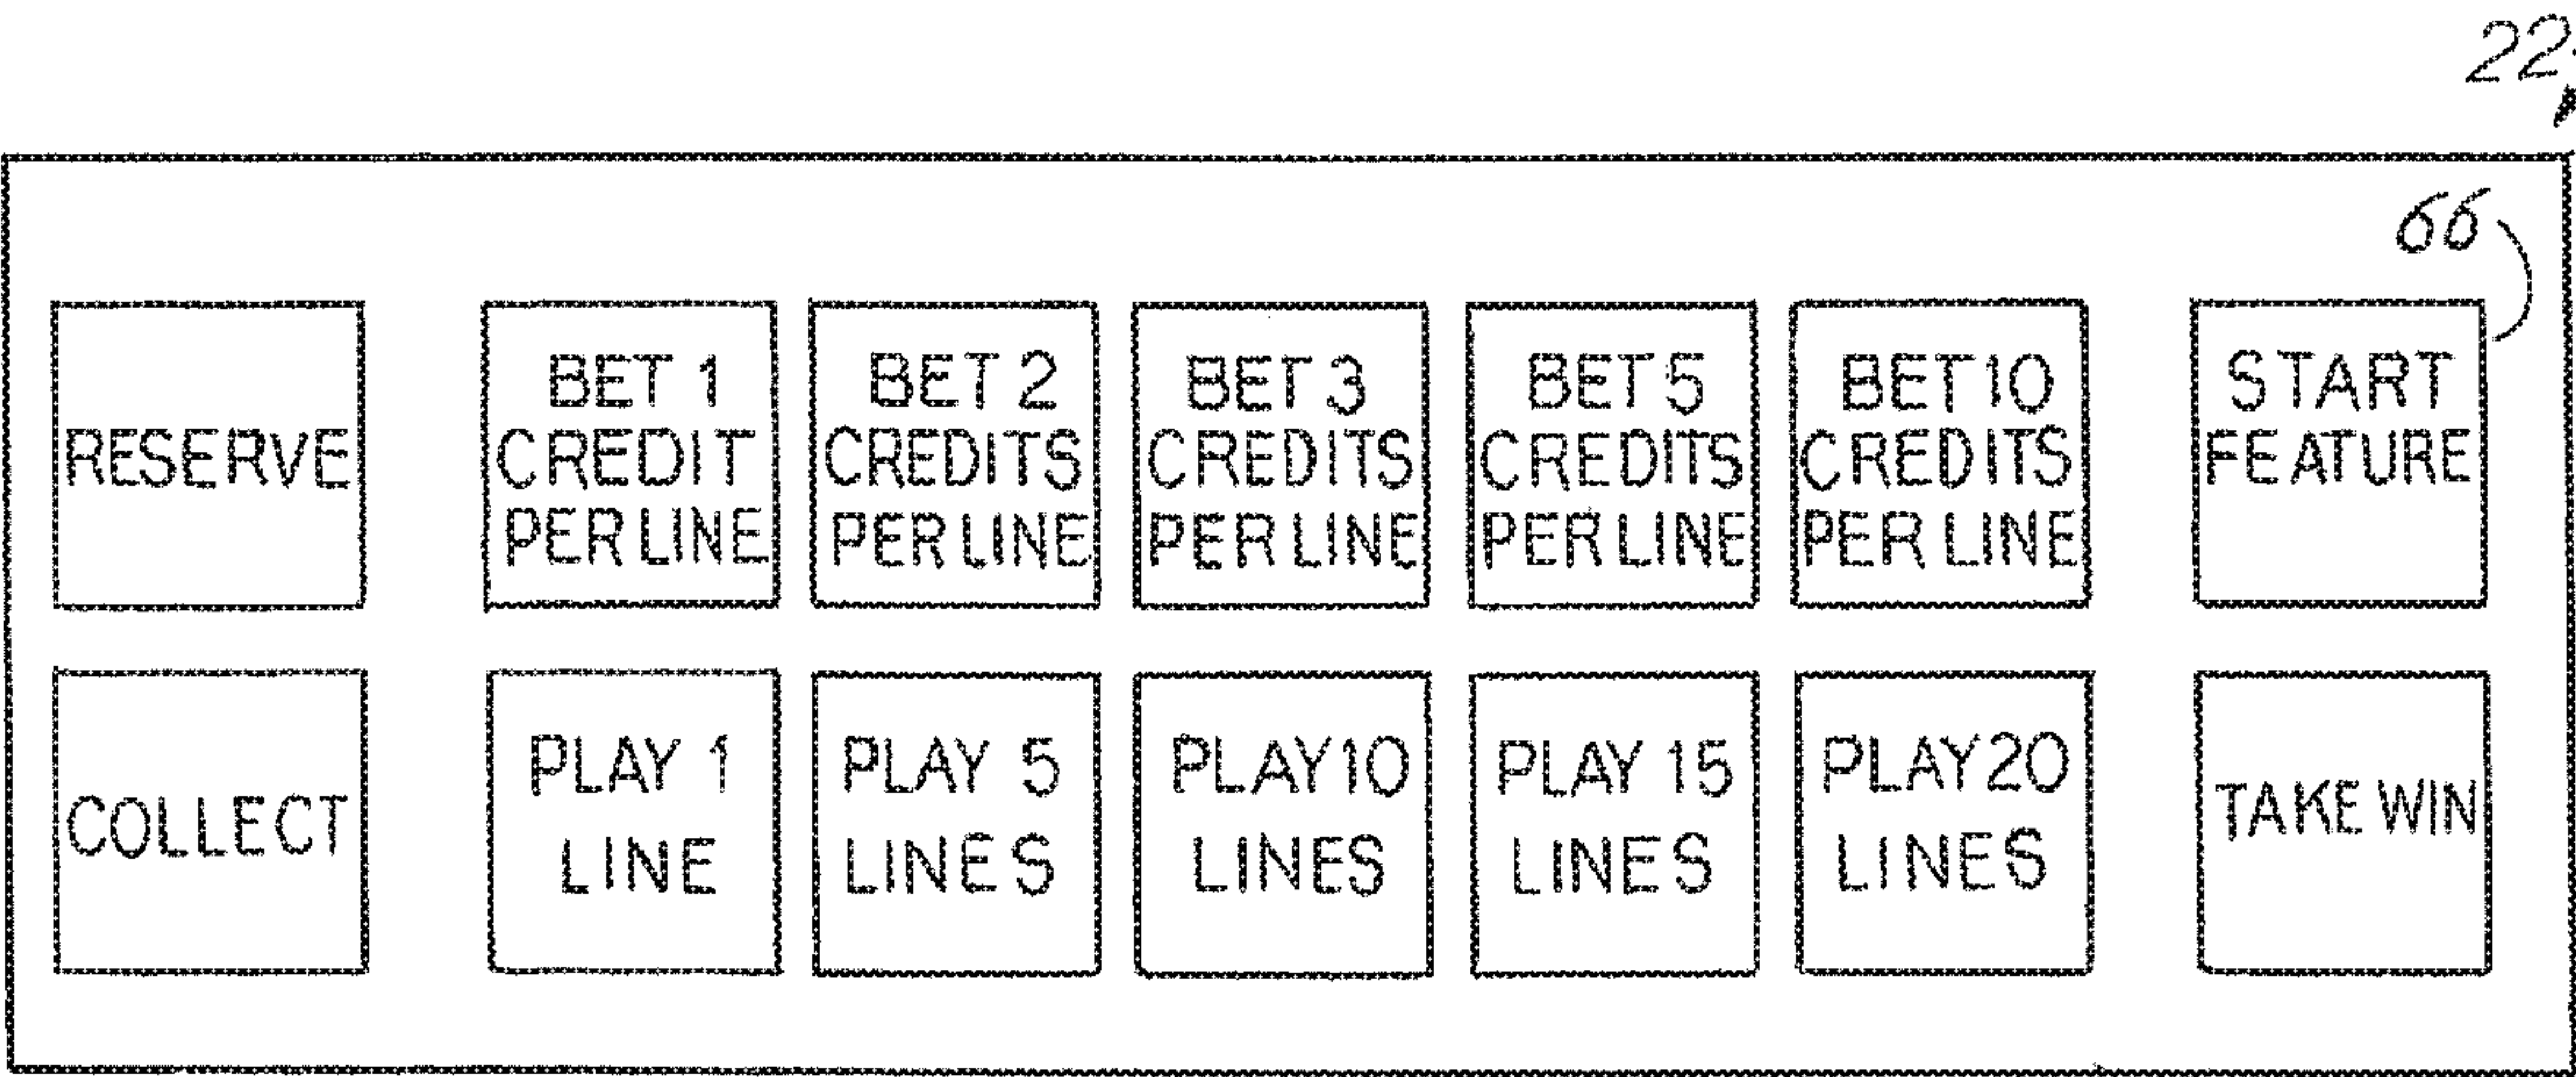 22
66
RESERVE
BET 1
CREDIT
PER LINE
BET 2
CREDITS
PER LINE
BET 3
CREDITS
PER LINE
BET 5
CREDITS
PER LINE
BET 10
CREDITS
PER LINE
START
FEATURE
COLLECT
PLAY 1
LINE
PLAY 5
LINES
PLAY 10
LINES
PLAY 15
LINES
PLAY 20
LINES
TAKE WIN